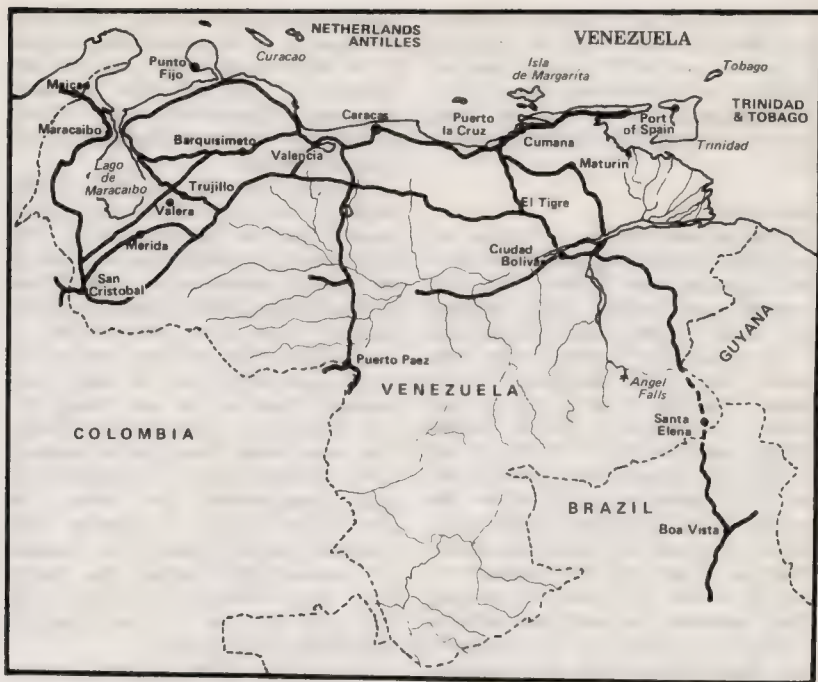 NETHERLANDS
ANTILLES
VENEZUELA
Curacao
Punto
Fijo
Isla
de Margarita
Tobago
Maicao
TRINIDAD
& TOBAGO
Maracaibo
Caracas
Puerto
la Cruz
Port
of Spain
Barquisimeto
Cumana
Trinidad
Valencia
Lago
de
Maracaibo
Maturin
Trujillo
Valera
El Tigre
Merida
Ciudad
Boliva
San
Cristobal
GUYANA
Puerto Paez
VENEZUELA
Angel
Falls
COLOMBIA
Santa
Elena
BRAZIL
Boa Vista